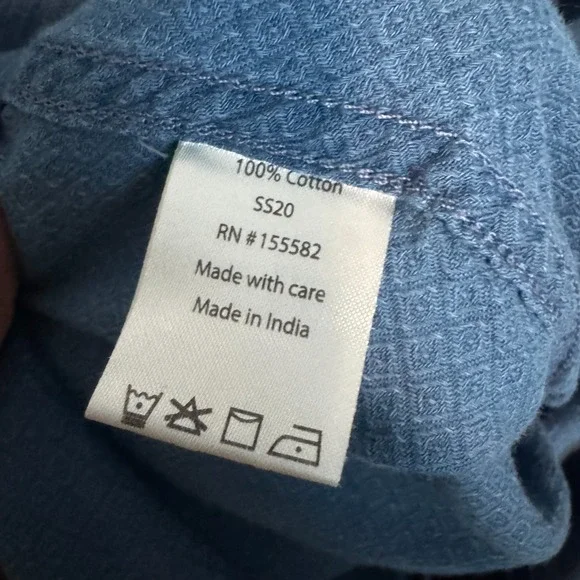 100% Cotton
SS20
RN #155582
Made with care
Made in India